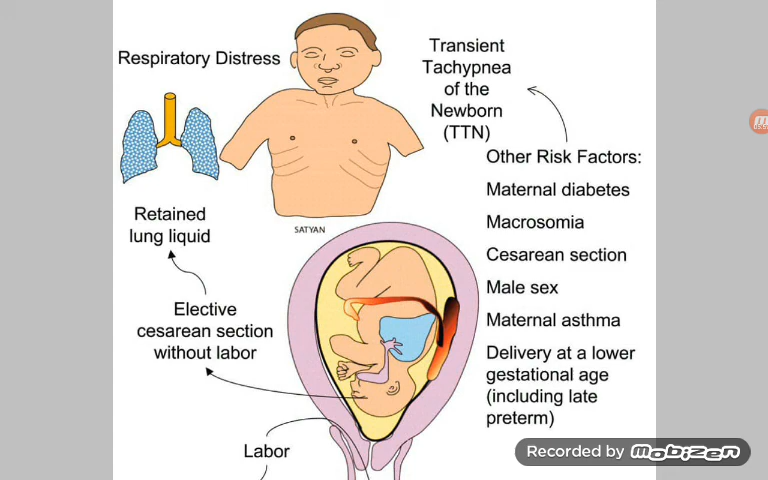 Respiratory Distress
Transient
Tachypnea
of the
Newborn
(TTN)
Other Risk Factors:
Maternal diabetes
Macrosomia
Cesarean section
Male sex
Maternal asthma
Delivery at a lower
gestational age
(including late
preterm)
Retained
lung liquid
SATYAN
Elective
cesarean section
without labor
Labor
Recorded by mobizen